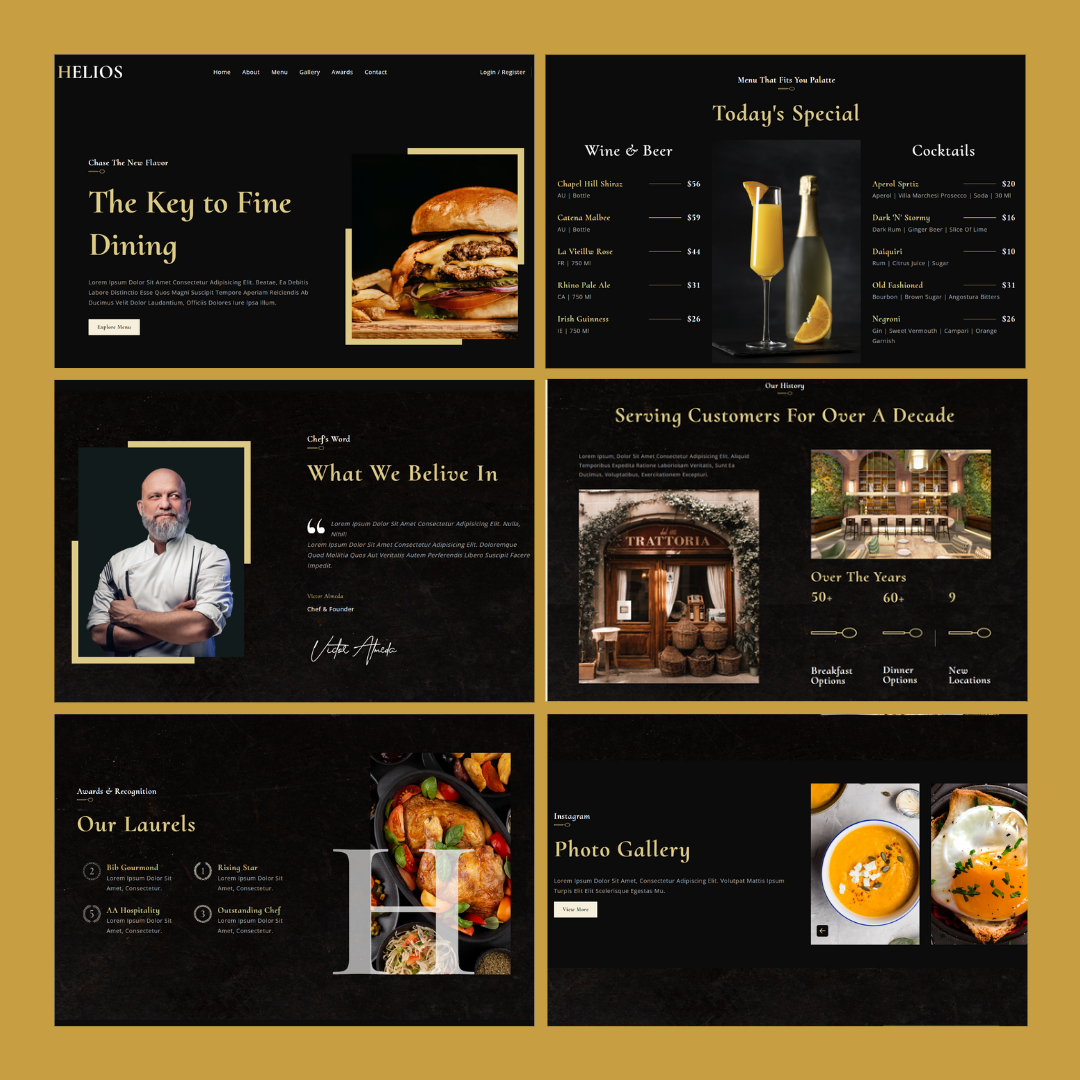 HELIOS
Home About Menu Gallery Awards Contact
Login / Register
Chase The New Flavor
The Key to Fine
Dining
Lorem Ipsum Dolor Sit Amet Consectetur Adipisicing Elit. Beatae, Ea Debitis
Labore Distinctio Esse Quos Magni Suscipit Tempore Aperiam Reiciendis Ab
Ducimus Velit Dolor Laudantium, Officiis Dolores Iure Ipsa Illum.
Explore Menu
Menu That Fits You Palatte
Today's Special
Wine & Beer
Chapel Hill Shiraz $56
AU | Bottle
Catena Malbee $59
AU | Bottle
La Vieillw Rose $44
FR | 750 Ml
Rhino Pale Ale $31
CA | 750 Ml
Irish Guinness $26
IE | 750 Ml
Cocktails
Aperol Sprtiz $20
Aperol | Villa Marchesi Prosecco | Soda | 30 Ml
Dark 'N' Stormy $16
Dark Rum | Ginger Beer | Slice Of Lime
Daiquiri $10
Rum | Citrus Juice | Sugar
Old Fashioned $31
Bourbon | Brown Sugar | Angostura Bitters
Negroni $26
Gin | Sweet Vermouth | Campari | Orange
Garnish
Chef's Word
What We Belive In
“ Lorem Ipsum Dolor Sit Amet Consectetur Adipisicing Elit. Nulla,
Nihil!
Lorem Ipsum Dolor Sit Amet Consectetur Adipisicing Elit. Doloremque
Quod Molitia Quos Aut Veritatis Autem Perferendis Libero Suscipit Facere
Impedit.
Victor Almeda
Chef & Founder
Victor Almeda
Our History
Serving Customers For Over A Decade
Lorem Ipsum, Dolor Sit Amet Consectetur Adipisicing Elit. Aliquid
Temporibus Expedita Ratione Laboriosam Veritatis, Sunt Ea
Ducimus. Voluptatibus, Exercitationem Excepturi.
TRATTORIA
Over The Years
50+ 60+ 9
Breakfast
Options
Dinner
Options
New
Locations
Awards & Recognition
Our Laurels
2 Bib Gourmond
Lorem Ipsum Dolor Sit
Amet, Consectetur.
1 Rising Star
Lorem Ipsum Dolor Sit
Amet, Consectetur.
5 AA Hospitality
Lorem Ipsum Dolor Sit
Amet, Consectetur.
3 Outstanding Chef
Lorem Ipsum Dolor Sit
Amet, Consectetur.
H
Instagram
Photo Gallery
Lorem Ipsum Dolor Sit Amet, Consectetur Adipiscing Elit. Volutpat Mattis Ipsum
Turpis Elit Elit Scelerisque Egestas Mu.
View More